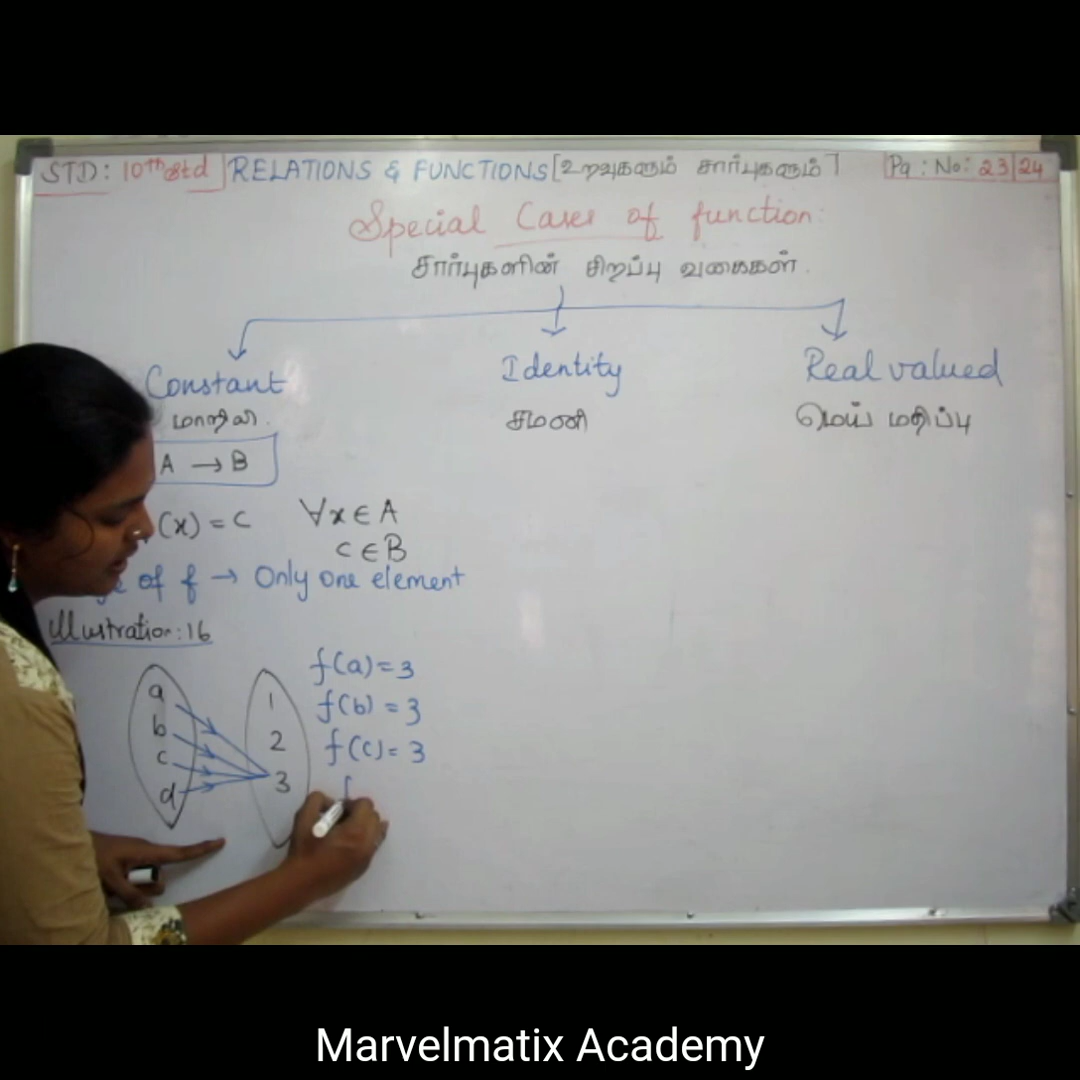 STD: 10th std RELATIONS & FUNCTIONS [உறவுகளும் சார்புகளும்] Pg: No: 23/24
Special Cases of function:
சார்புகளின் சிறப்பு வகைகள்.
Constant Identity Real valued
மாறிலி. சமனி மெய் மதிப்பு
A → B
(x) = c ∀x ∈ A
c ∈ B
of f → Only one element
Illustration: 16
a 1 f(a) = 3
b 2 f(b) = 3
c 3 f(c) = 3
d
Marvelmatix Academy